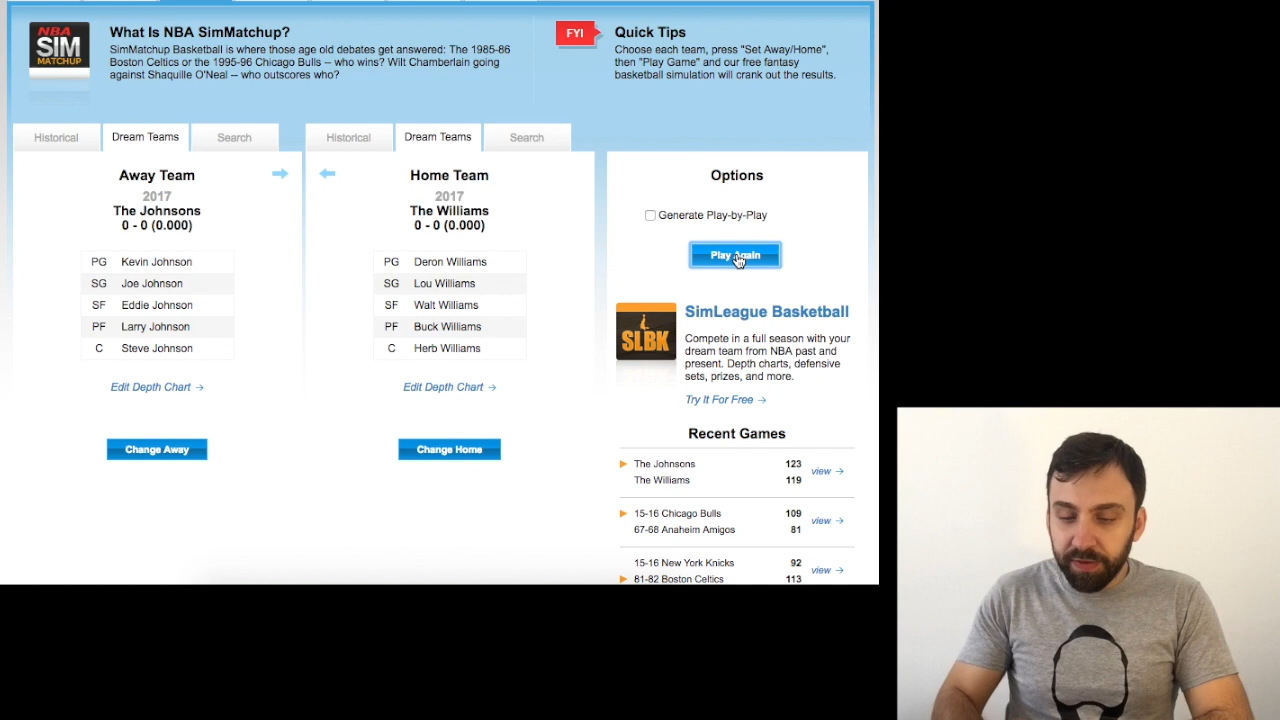 NBA
SIM
MATCHUP
What Is NBA SimMatchup?
SimMatchup Basketball is where those age old debates get answered: The 1985-86
Boston Celtics or the 1995-96 Chicago Bulls -- who wins? Wilt Chamberlain going
against Shaquille O'Neal -- who outscores who?
FYI
Quick Tips
Choose each team, press "Set Away/Home",
then "Play Game" and our free fantasy
basketball simulation will crank out the results.
Historical
Dream Teams
Search
Away Team
2017
The Johnsons
0 - 0 (0.000)
PG Kevin Johnson
SG Joe Johnson
SF Eddie Johnson
PF Larry Johnson
C Steve Johnson
Edit Depth Chart →
Change Away
Historical
Dream Teams
Search
Home Team
2017
The Williams
0 - 0 (0.000)
PG Deron Williams
SG Lou Williams
SF Walt Williams
PF Buck Williams
C Herb Williams
Edit Depth Chart →
Change Home
Options
Generate Play-by-Play
Play Again
SLBK
SimLeague Basketball
Compete in a full season with your
dream team from NBA past and
present. Depth charts, defensive
sets, prizes, and more.
Try It For Free →
Recent Games
The Johnsons 123
view →
The Williams 119
15-16 Chicago Bulls 109
view →
67-68 Anaheim Amigos 81
15-16 New York Knicks 92
view →
81-82 Boston Celtics 113